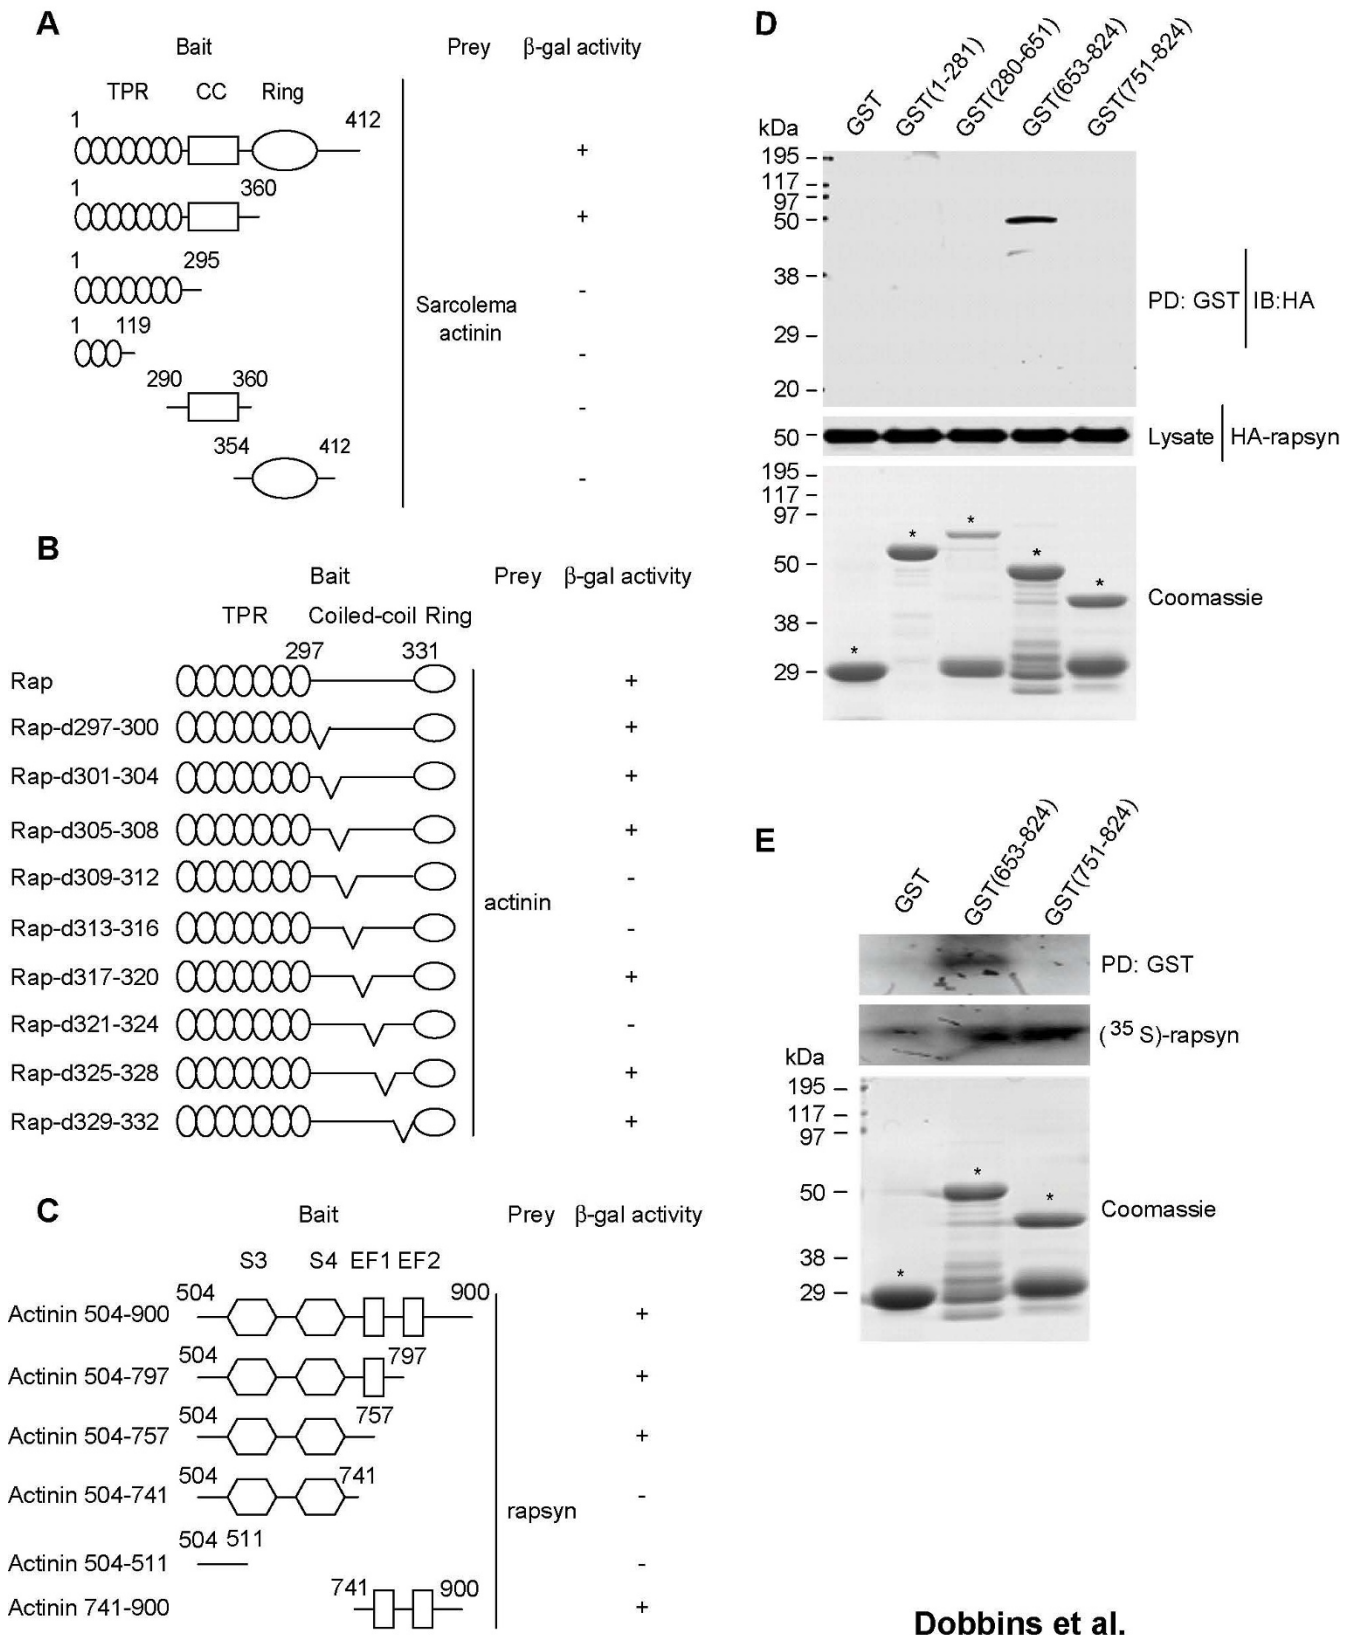 A
Bait Prey β-gal activity
TPR CC Ring
1 412
+
1 360
+
1 295
-
1 119
-
290 360
-
354 412
-
Sarcolema
actinin
B
Bait Prey β-gal activity
TPR Coiled-coil Ring
297 331
Rap +
Rap-d297-300 +
Rap-d301-304 +
Rap-d305-308 +
Rap-d309-312 -
actinin
Rap-d313-316 -
Rap-d317-320 +
Rap-d321-324 -
Rap-d325-328 +
Rap-d329-332 +
C
Bait Prey β-gal activity
S3 S4 EF1 EF2
504 900
Actinin 504-900 +
504 797
Actinin 504-797 +
504 757
Actinin 504-757 +
504 741
Actinin 504-741 -
rapsyn
504 511
Actinin 504-511 -
741 900
Actinin 741-900 +
D
GST GST(1-281) GST(280-651) GST(653-824) GST(751-824)
kDa
195
117
97
50
38
29
20
PD: GST IB:HA
50
Lysate HA-rapsyn
195
117
97
50
38
29
* * * * *
Coomassie
E
GST GST(653-824) GST(751-824)
PD: GST
(35 S)-rapsyn
kDa
195
117
97
50
38
29
* * *
Coomassie
Dobbins et al.